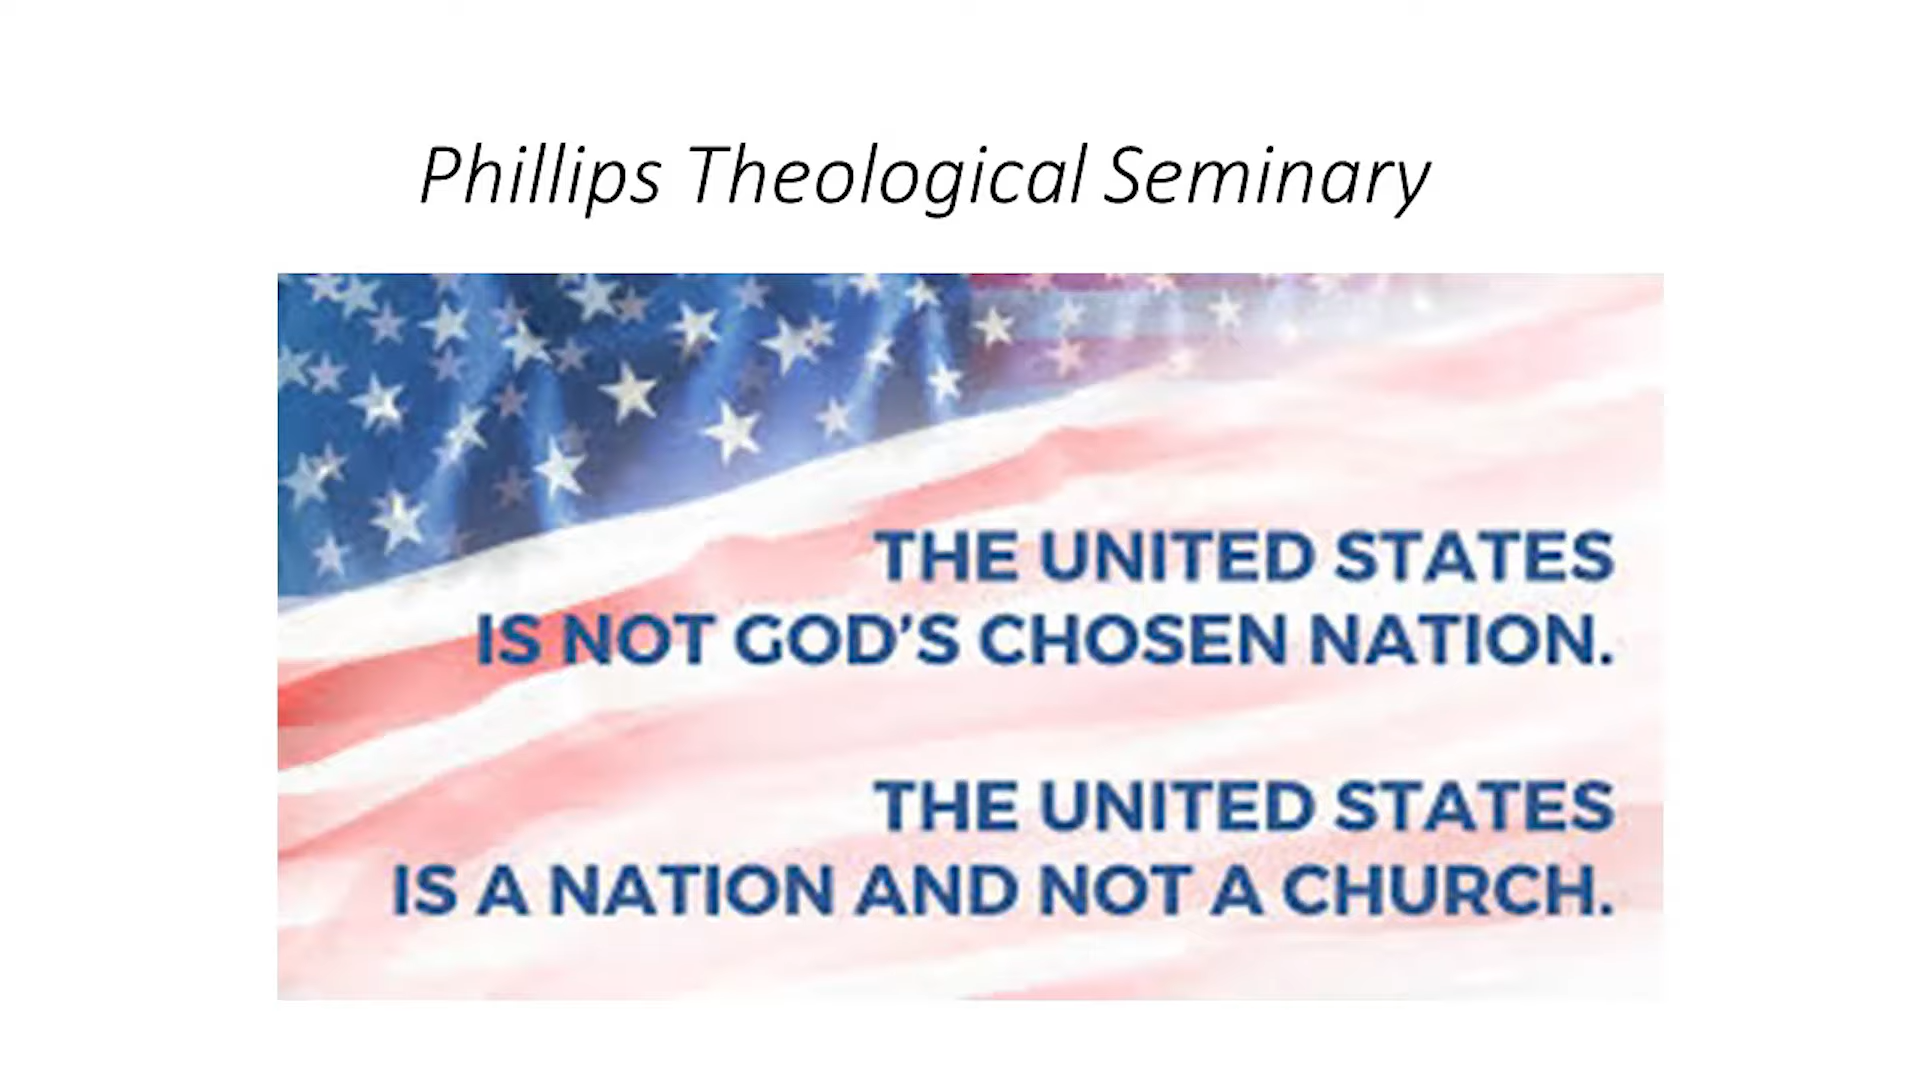 Phillips Theological Seminary
THE UNITED STATES
IS NOT GOD'S CHOSEN NATION.
THE UNITED STATES
IS A NATION AND NOT A CHURCH.